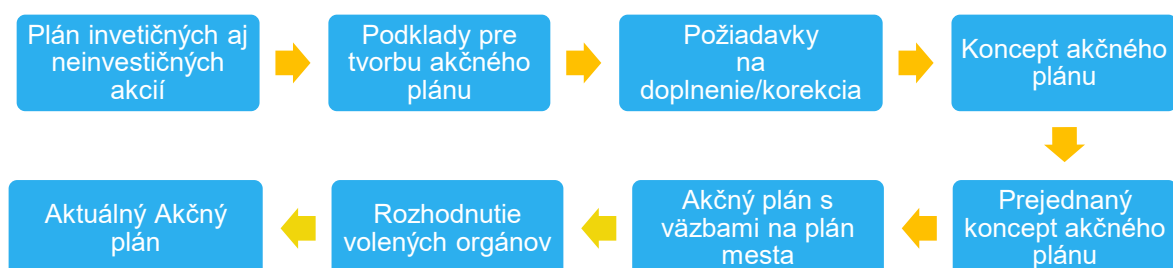 Plán invetičných aj
neinvestičných
akcií
Podklady pre
tvorbu akčného
plánu
Požiadavky
na
doplnenie/korekcia
Koncept akčného
plánu
Prejednaný
koncept akčného
plánu
Akčný plán s
väzbami na plán
mesta
Rozhodnutie
volených orgánov
Aktuálný Akčný
plán